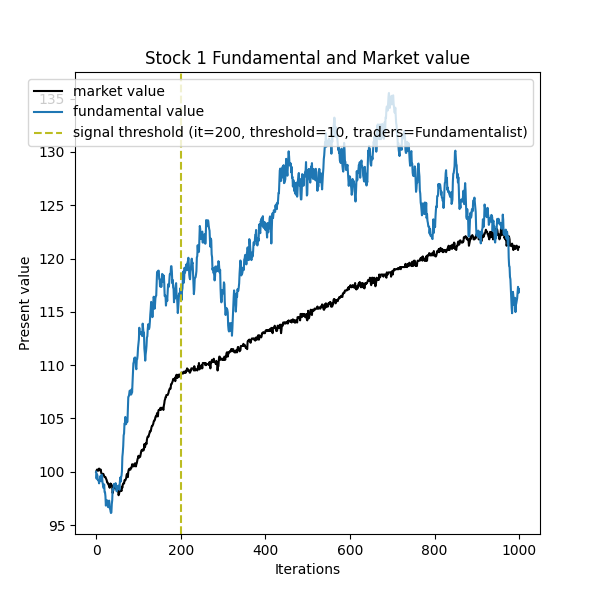 Stock 1 Fundamental and Market value
market value
fundamental value
signal threshold (it=200, threshold=10, traders=Fundamentalist)
135
130
125
120
115
110
105
100
95
Present value
0 200 400 600 800 1000
Iterations